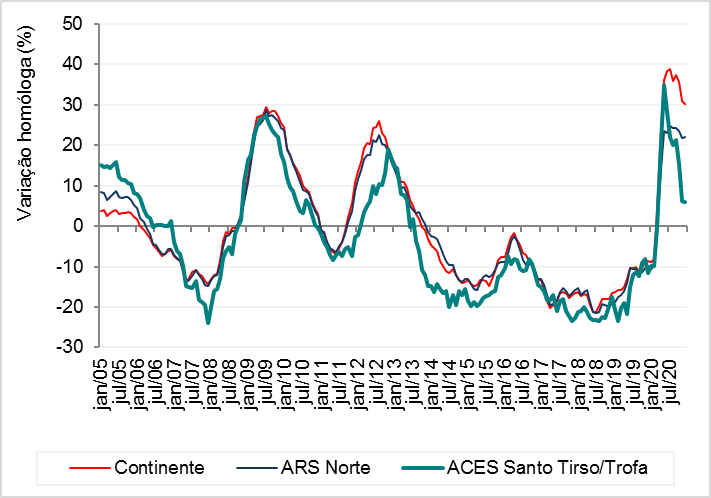 Variação homóloga (%)
50
40
30
20
10
0
-10
-20
-30
jan/05
jul/05
jan/06
jul/06
jan/07
jul/07
jan/08
jul/08
jan/09
jul/09
jan/10
jul/10
jan/11
jul/11
jan/12
jul/12
jan/13
jul/13
jan/14
jul/14
jan/15
jul/15
jan/16
jul/16
jan/17
jul/17
jan/18
jul/18
jan/19
jul/19
jan/20
jul/20
Continente
ARS Norte
ACES Santo Tirso/Trofa